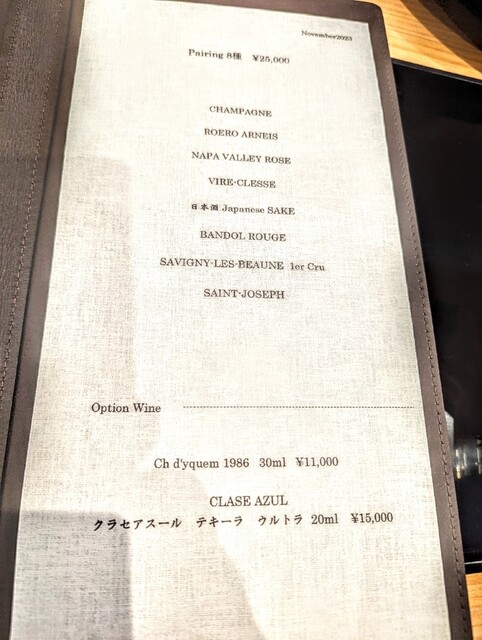 November2023
Pairing 8種 ¥25,000
CHAMPAGNE
ROERO ARNEIS
NAPA VALLEY ROSE
VIRE-CLESSE
日本酒 Japanese SAKE
BANDOL ROUGE
SAVIGNY-LES-BEAUNE 1er Cru
SAINT-JOSEPH
Option Wine
Ch d'yquem 1986 30ml ¥11,000
CLASE AZUL
クラセアスール テキーラ ウルトラ 20ml ¥15,000